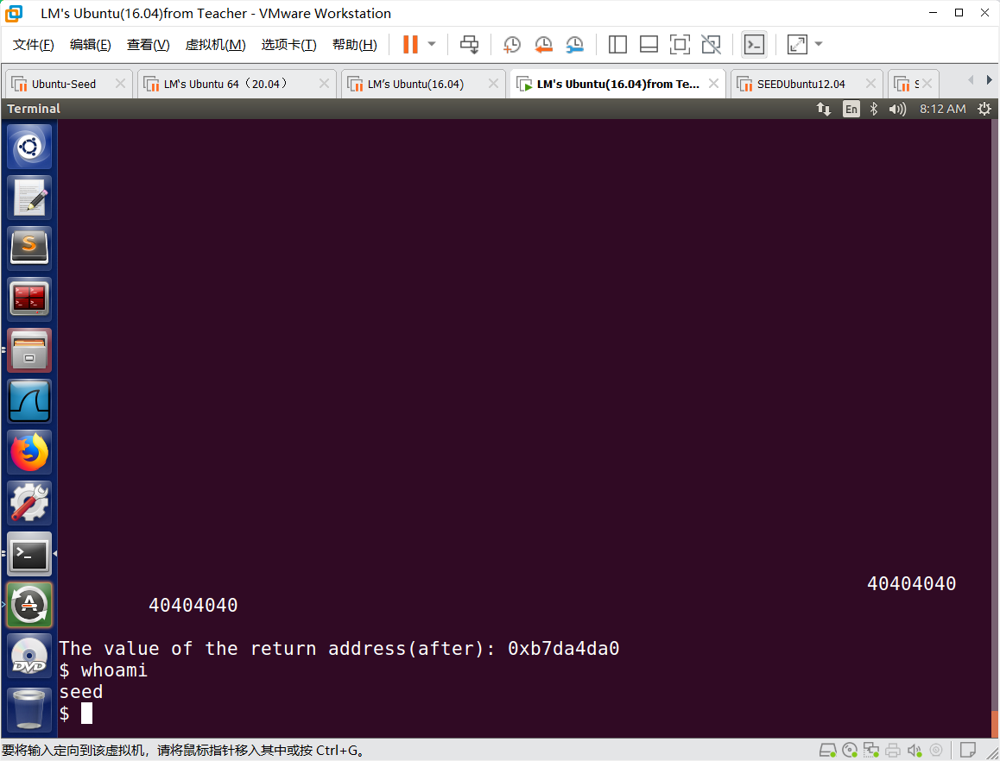 LM's Ubuntu(16.04)from Teacher - VMware Workstation
文件(F) 编辑(E) 查看(V) 虚拟机(M) 选项卡(T) 帮助(H)
Ubuntu-Seed LM's Ubuntu 64（20.04） LM's Ubuntu(16.04) LM's Ubuntu(16.04)from Te... SEEDUbuntu12.04
Terminal En 8:12 AM
40404040
40404040
The value of the return address(after): 0xb7da4da0
$ whoami
seed
$
要将输入定向到该虚拟机，请将鼠标指针移入其中或按 Ctrl+G。